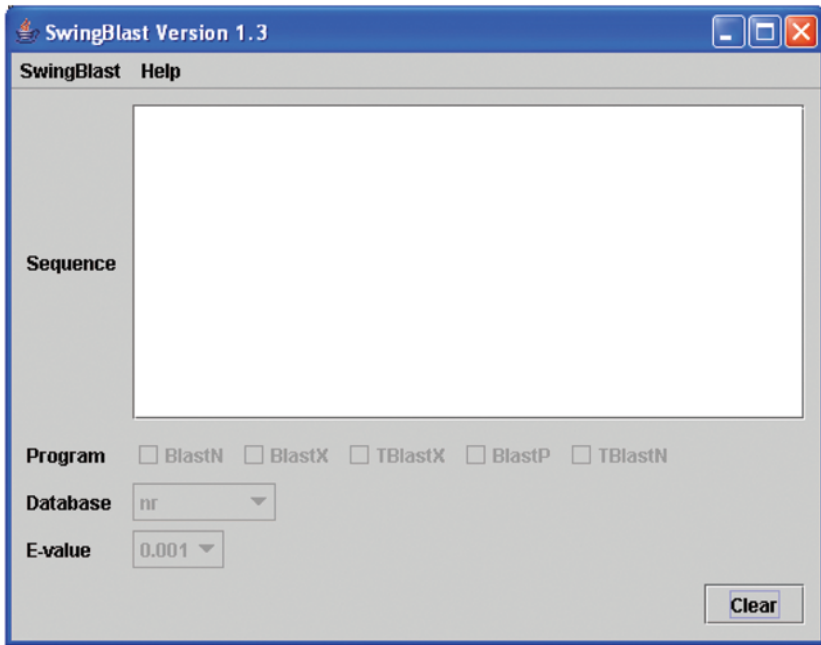 SwingBlast Version 1.3
SwingBlast Help
Sequence
Program BlastN BlastX TBlastX BlastP TBlastN
Database nr
E-value 0.001
Clear